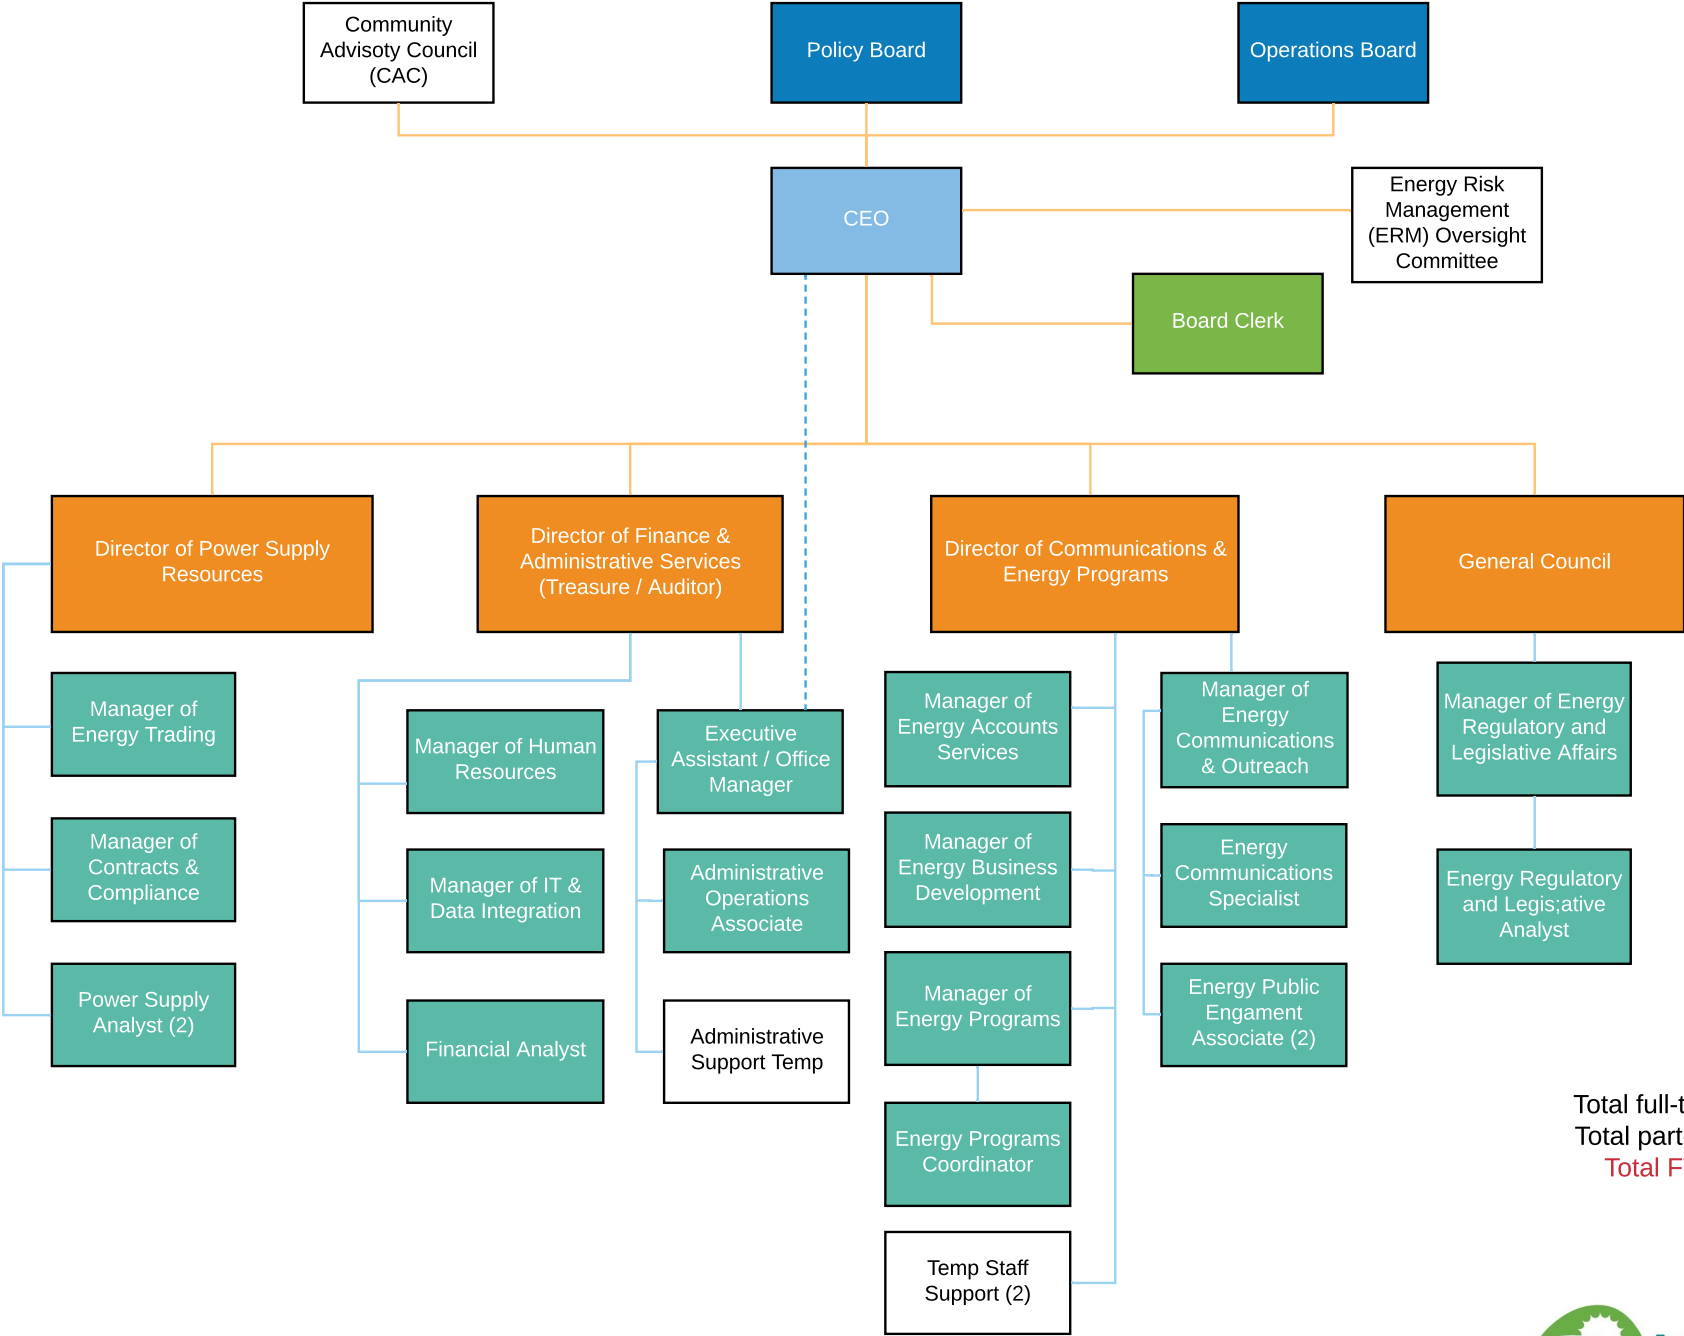 Community
Advisoty Council
(CAC)
Policy Board
Operations Board
CEO
Energy Risk
Management
(ERM) Oversight
Committee
Board Clerk
Director of Power Supply
Resources
Director of Finance &
Administrative Services
(Treasure / Auditor)
Director of Communications &
Energy Programs
General Council
Manager of
Energy Trading
Manager of
Contracts &
Compliance
Power Supply
Analyst (2)
Manager of Human
Resources
Manager of IT &
Data Integration
Financial Analyst
Executive
Assistant / Office
Manager
Administrative
Operations
Associate
Administrative
Support Temp
Manager of
Energy Accounts
Services
Manager of
Energy Business
Development
Manager of
Energy Programs
Energy Programs
Coordinator
Temp Staff
Support (2)
Manager of
Energy
Communications
& Outreach
Energy
Communications
Specialist
Energy Public
Engament
Associate (2)
Manager of Energy
Regulatory and
Legislative Affairs
Energy Regulatory
and Legis;ative
Analyst
Total full-
Total part-
Total